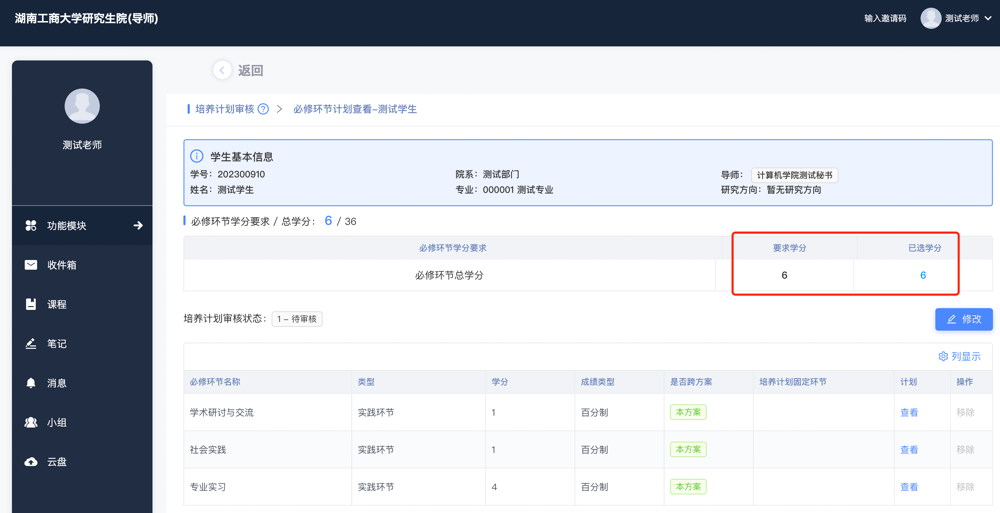 湖南工商大学研究生院(导师)
输入邀请码
测试老师
测试老师
功能模块
收件箱
课程
笔记
消息
小组
云盘
返回
培养计划审核 ? > 必修环节计划查看-测试学生
学生基本信息
学号：202300910 院系：测试部门 导师： 计算机学院测试秘书
姓名：测试学生 专业：000001 测试专业 研究方向：暂无研究方向
必修环节学分要求 / 总学分： 6 / 36
必修环节学分要求 要求学分 已选学分
必修环节总学分 6 6
培养计划审核状态： 1 – 待审核
修改
列显示
必修环节名称 类型 学分 成绩类型 是否跨方案 培养计划固定环节 计划 操作
学术研讨与交流 实践环节 1 百分制 本方案 查看 移除
社会实践 实践环节 1 百分制 本方案 查看 移除
专业实习 实践环节 4 百分制 本方案 查看 移除